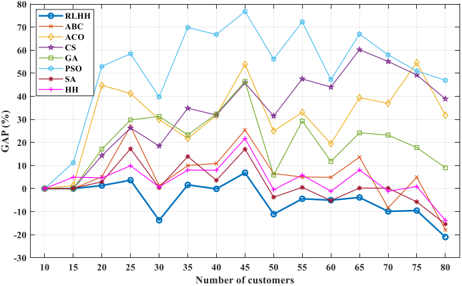 80
70
60
50
40
30
20
10
0
-10
-20
-30
GAP (%)
RLHH
ABC
ACO
CS
GA
PSO
SA
HH
10 15 20 25 30 35 40 45 50 55 60 65 70 75 80
Number of customers